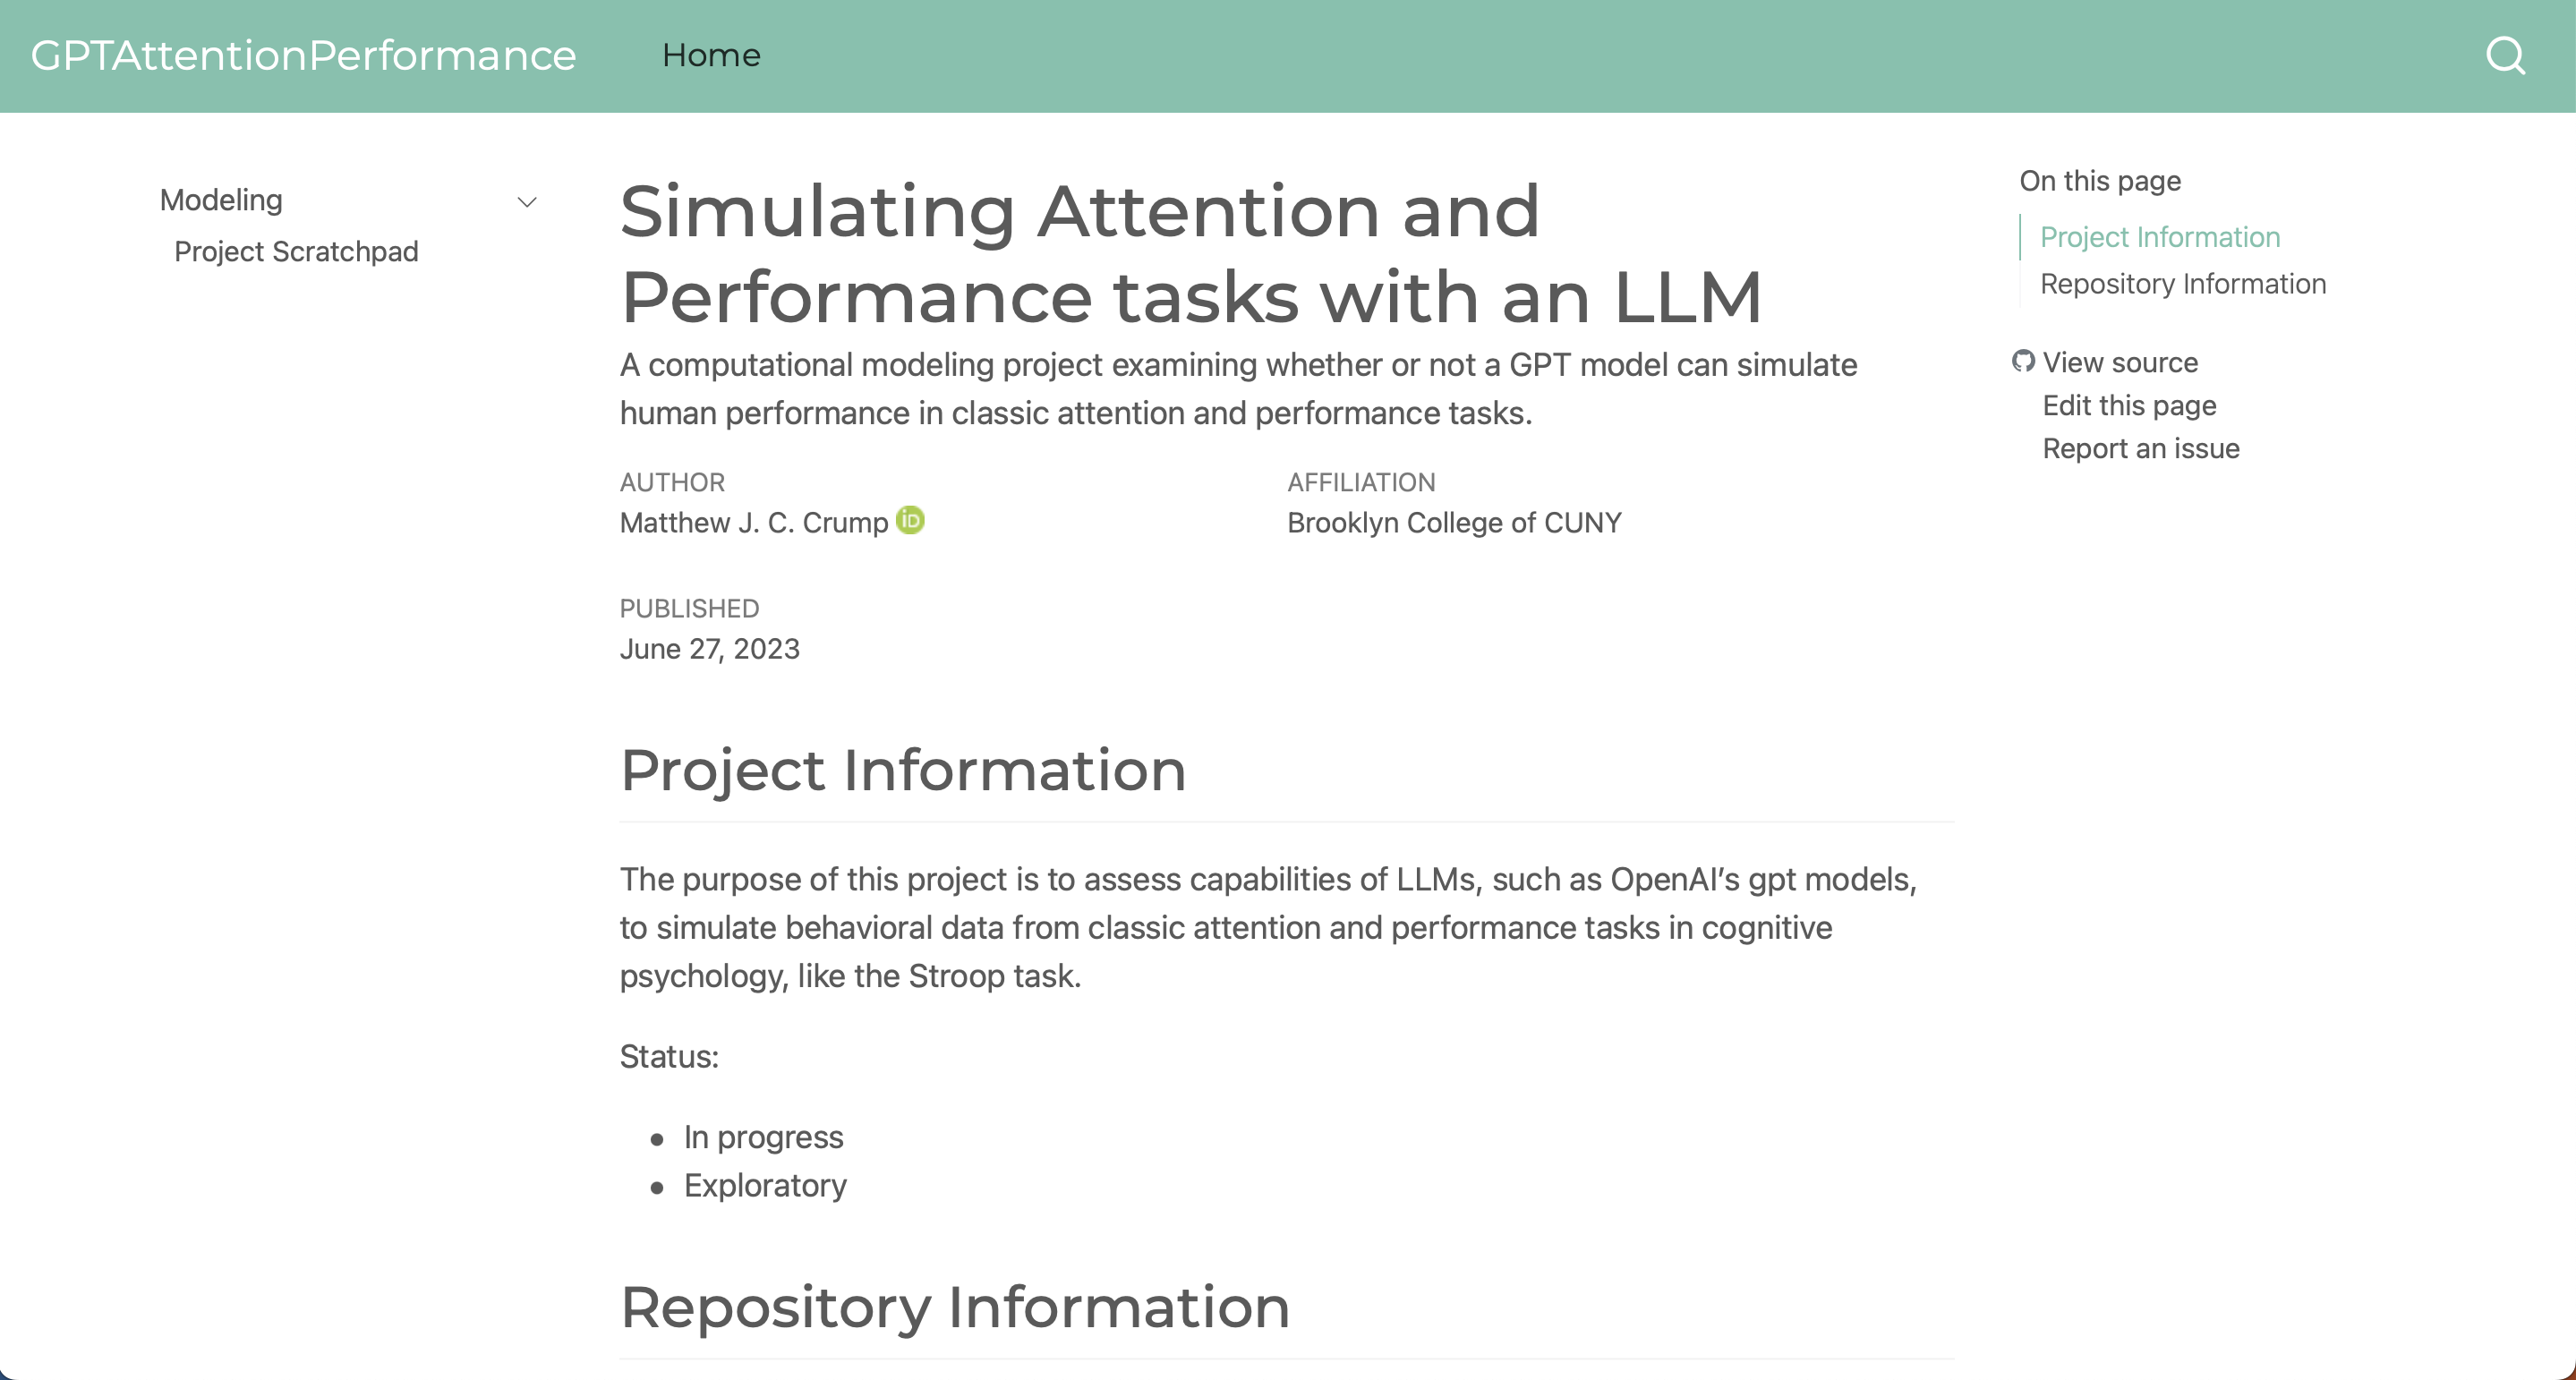 GPTAttentionPerformance
Home
Modeling
Project Scratchpad
Simulating Attention and
Performance tasks with an LLM
A computational modeling project examining whether or not a GPT model can simulate
human performance in classic attention and performance tasks.
AUTHOR
Matthew J. C. Crump iD
AFFILIATION
Brooklyn College of CUNY
PUBLISHED
June 27, 2023
Project Information
The purpose of this project is to assess capabilities of LLMs, such as OpenAI’s gpt models,
to simulate behavioral data from classic attention and performance tasks in cognitive
psychology, like the Stroop task.
Status:
• In progress
• Exploratory
Repository Information
On this page
Project Information
Repository Information
View source
Edit this page
Report an issue